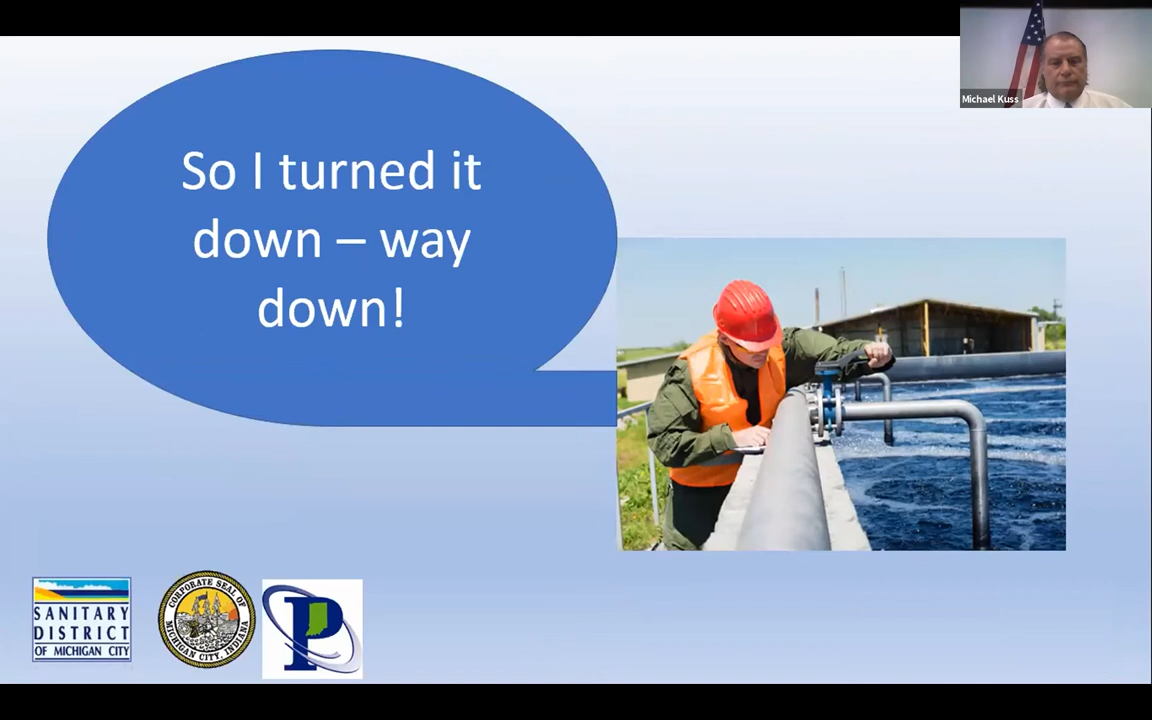 So I turned it
down – way
down!
Michael Kuss
SANITARY
DISTRICT
OF MICHIGAN CITY
CORPORATE SEAL OF
MICHIGAN CITY, INDIANA
P